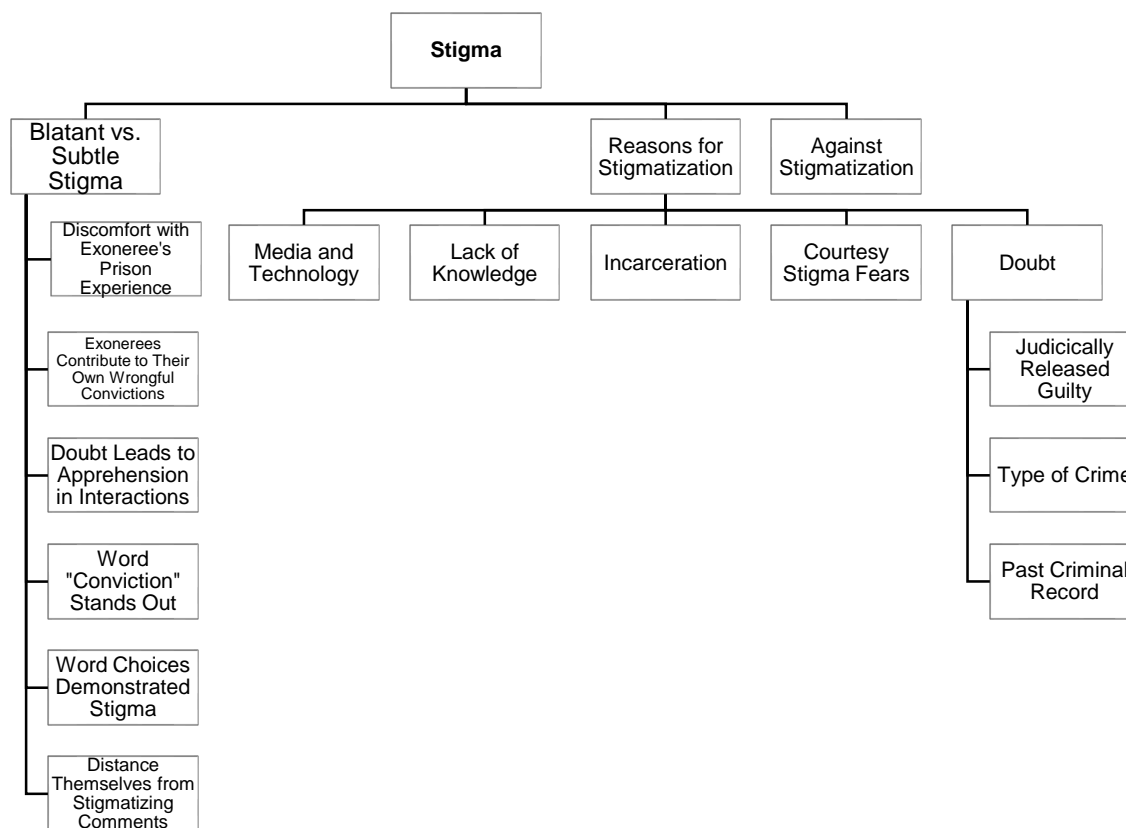 Stigma
Blatant vs.
Subtle
Stigma
Reasons for
Stigmatization
Against
Stigmatization
Discomfort with
Exoneree's
Prison
Experience
Exonerees
Contribute to Their
Own Wrongful
Convictions
Doubt Leads to
Apprehension
in Interactions
Word
"Conviction"
Stands Out
Word Choices
Demonstrated
Stigma
Distance
Themselves from
Stigmatizing
Comments
Media and
Technology
Lack of
Knowledge
Incarceration
Courtesy
Stigma Fears
Doubt
Judicically
Released
Guilty
Type of Crime
Past Criminal
Record